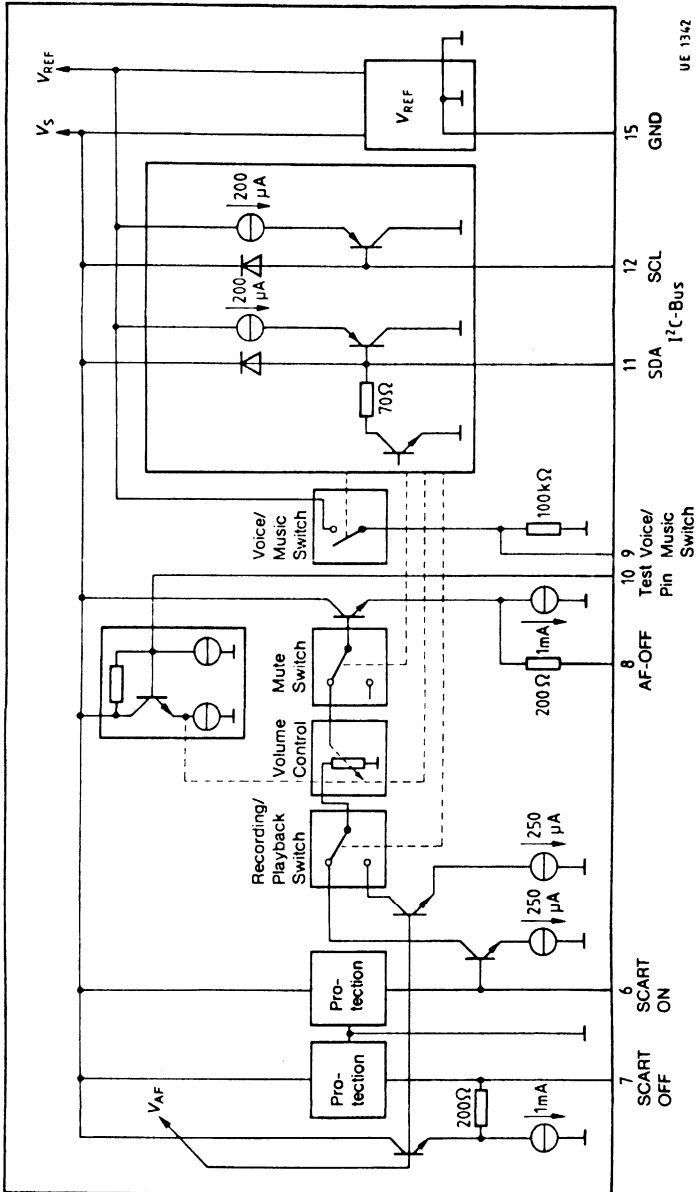 V_REF
V_S
V_AF
V_REF
200
µA
200
µA
70Ω
Voice/
Music
Switch
100kΩ
Mute
Switch
Volume
Control
Recording/
Playback
Switch
200Ω
1mA
250
µA
250
µA
Pro-
tection
Pro-
tection
200Ω
1mA
7
SCART
OFF
6
SCART
ON
8
AF-OFF
10
Test
Pin
9
Voice/
Music
Switch
11
SDA
12
SCL
I²C-Bus
15
GND
UE 1342